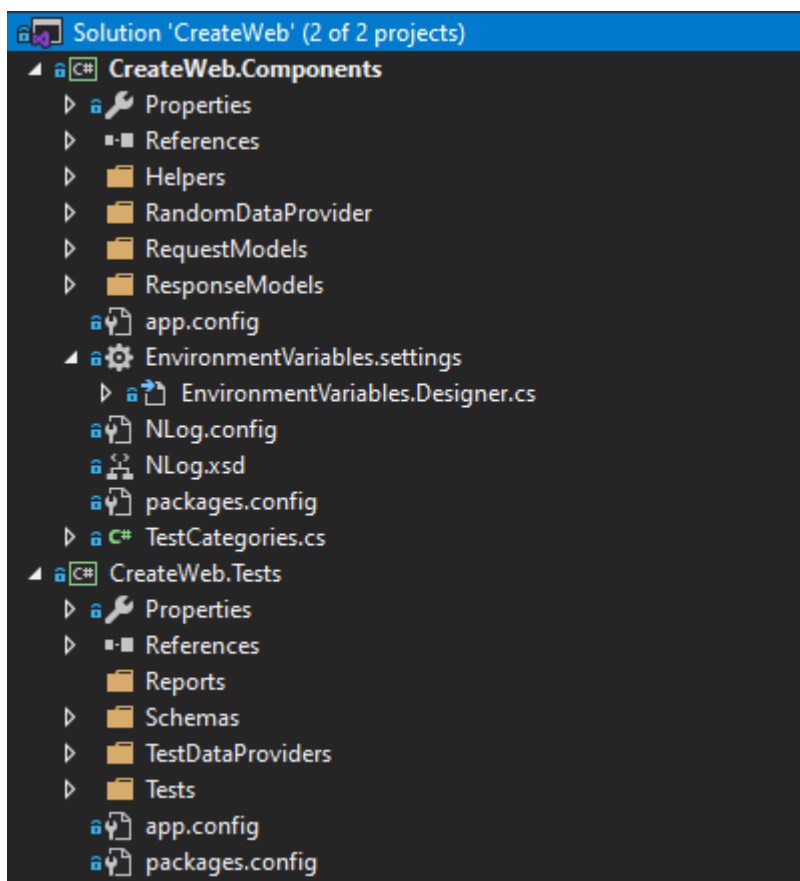 Solution 'CreateWeb' (2 of 2 projects)
C# CreateWeb.Components
Properties
References
Helpers
RandomDataProvider
RequestModels
ResponseModels
app.config
EnvironmentVariables.settings
EnvironmentVariables.Designer.cs
NLog.config
NLog.xsd
packages.config
C# TestCategories.cs
C# CreateWeb.Tests
Properties
References
Reports
Schemas
TestDataProviders
Tests
app.config
packages.config